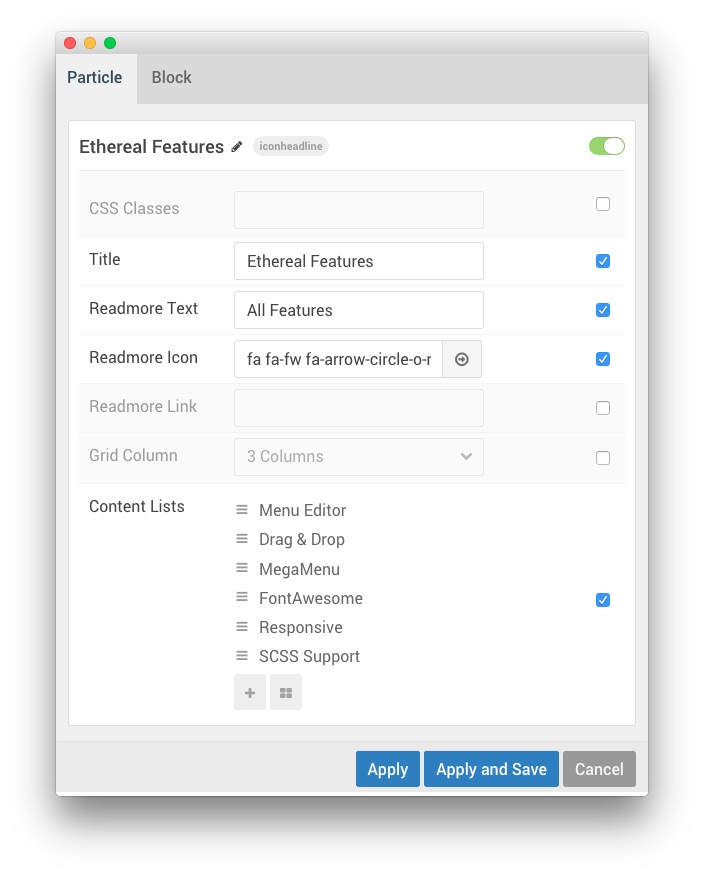 Particle Block
Ethereal Features iconheadline
CSS Classes
Title Ethereal Features
Readmore Text All Features
Readmore Icon fa fa-fw fa-arrow-circle-o-r
Readmore Link
Grid Column 3 Columns
Content Lists Menu Editor
Drag & Drop
MegaMenu
FontAwesome
Responsive
SCSS Support
Apply Apply and Save Cancel